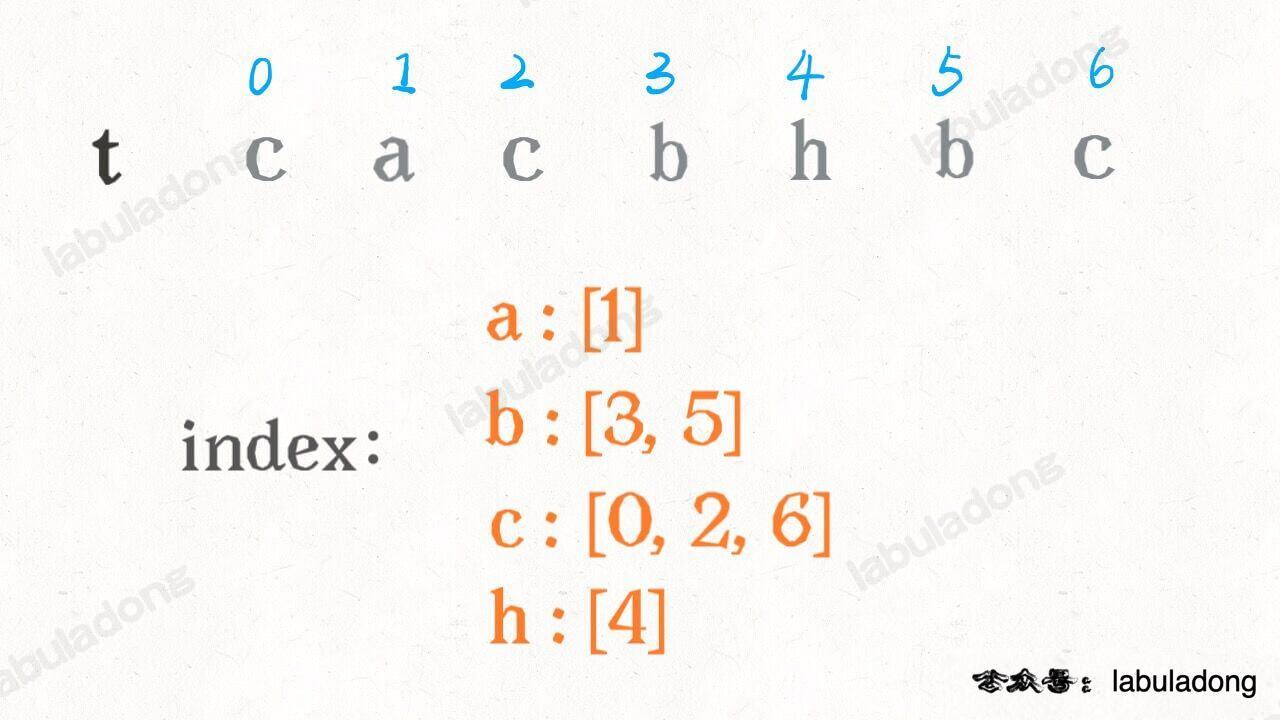 0 1 2 3 4 5 6
t c a c b h b c
index:
a : [1]
b : [3, 5]
c : [0, 2, 6]
h : [4]
公众号： labuladong
labuladong
labuladong
labuladong
labuladong
labuladong
labuladong